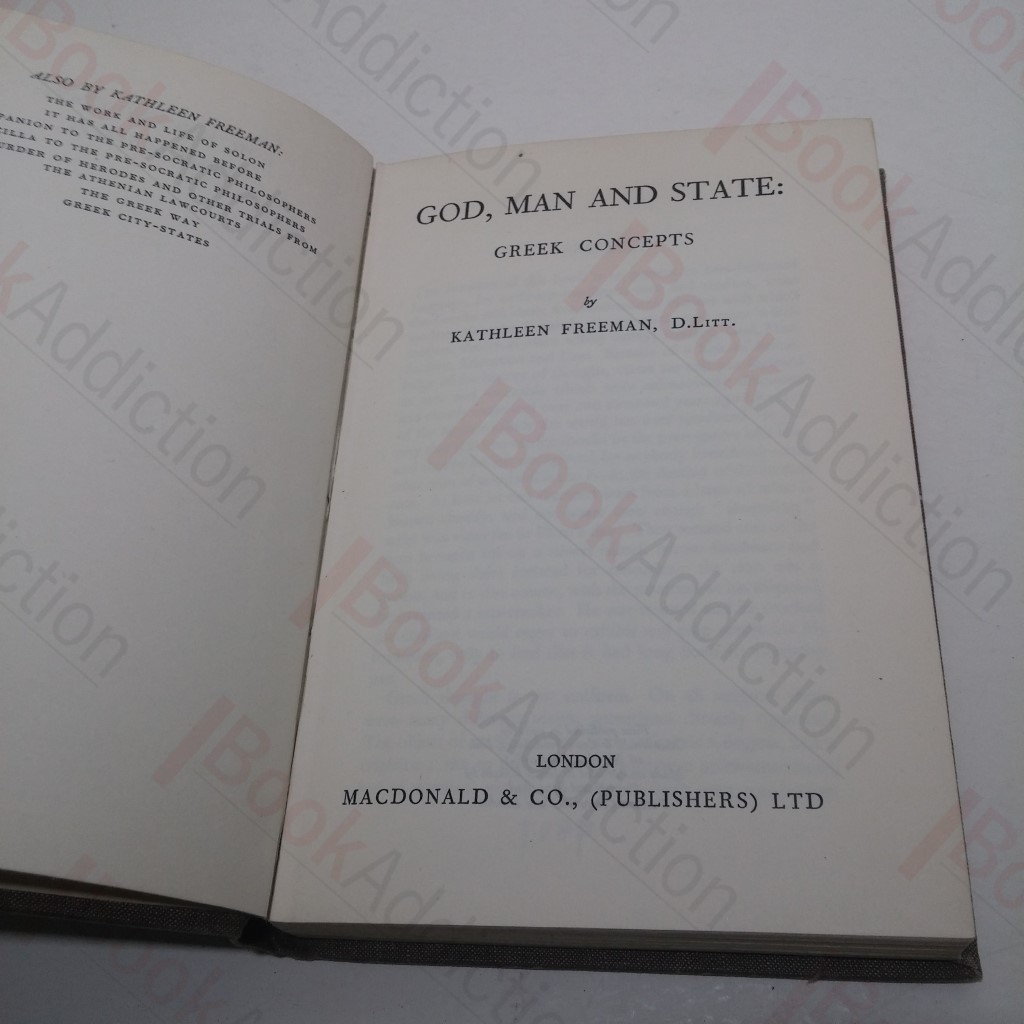 ALSO BY KATHLEEN FREEMAN:
THE WORK AND LIFE OF SOLON
IT HAS ALL HAPPENED BEFORE
PANION TO THE PRE-SOCRATIC PHILOSOPHERS
CILLA TO THE PRE-SOCRATIC PHILOSOPHERS
URDER OF HERODES AND OTHER TRIALS FROM
THE ATHENIAN LAWCOURTS
THE GREEK WAY
GREEK CITY-STATES
GOD, MAN AND STATE:
GREEK CONCEPTS
by
KATHLEEN FREEMAN, D.LITT.
LONDON
MACDONALD & CO., (PUBLISHERS) LTD
BookAddiction